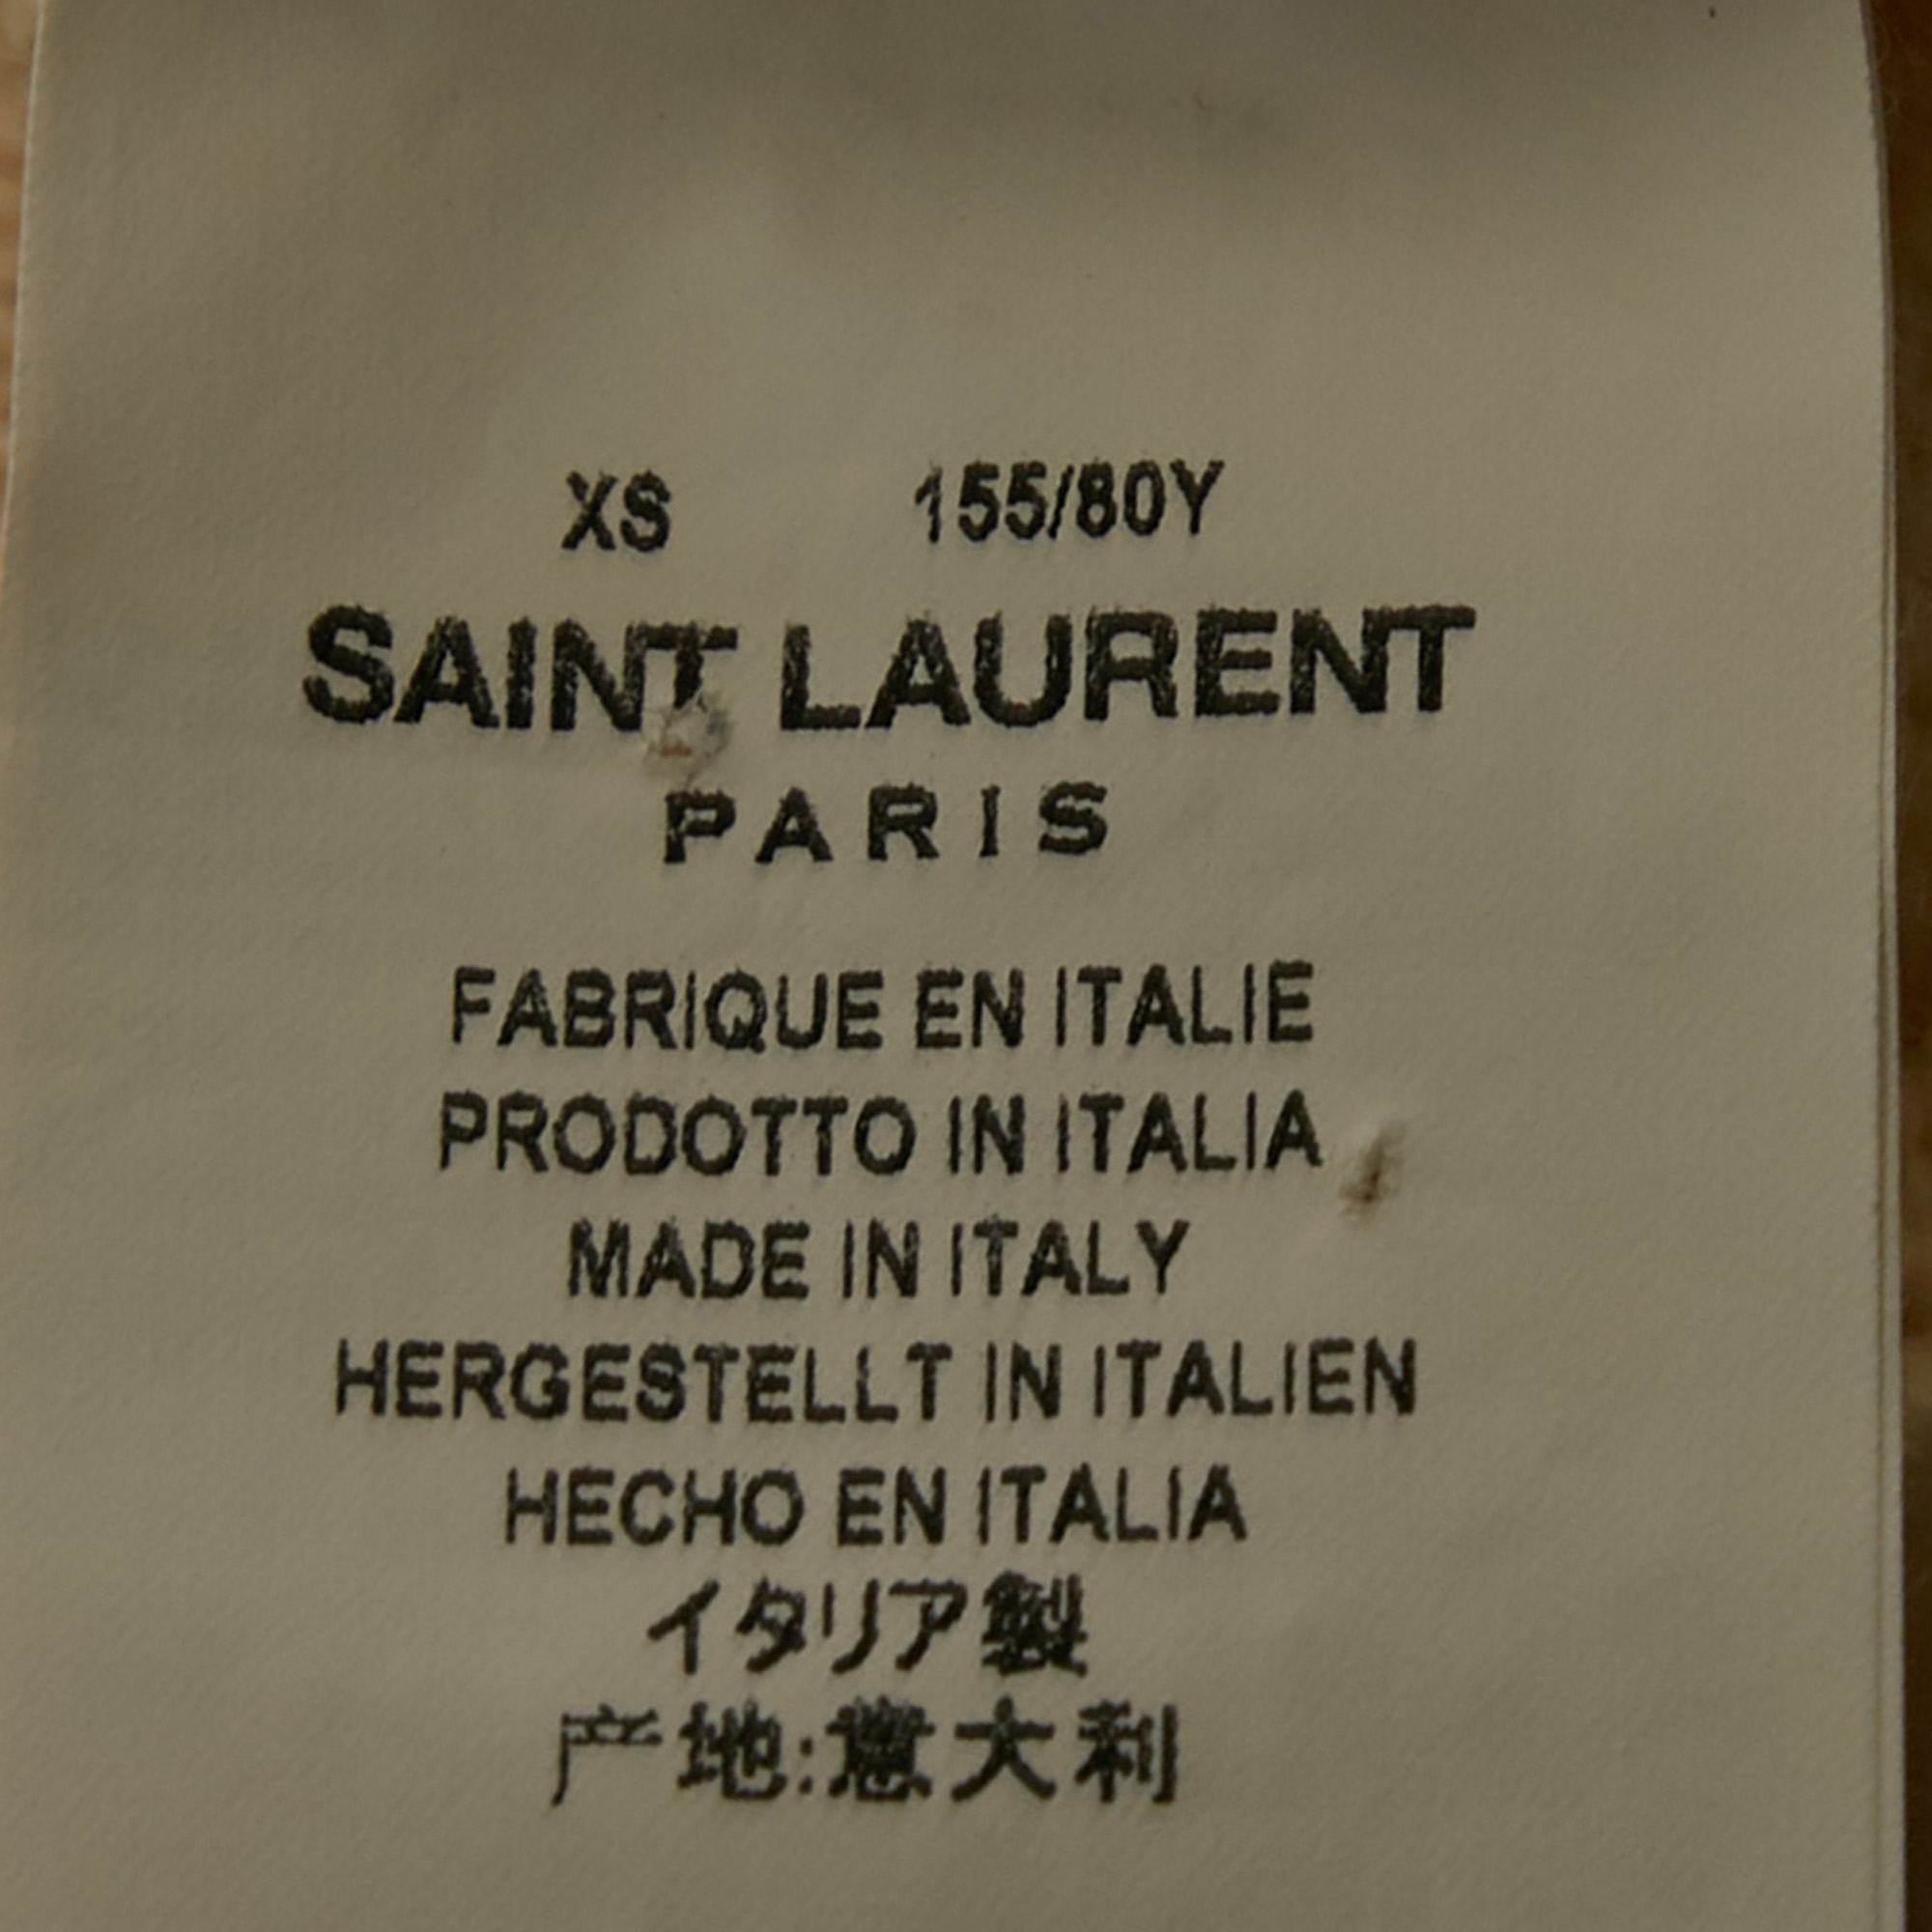 XS 155/80Y
SAINT LAURENT
PARIS
FABRIQUE EN ITALIE
PRODOTTO IN ITALIA
MADE IN ITALY
HERGESTELLT IN ITALIEN
HECHO EN ITALIA
イタリア製
产地:意大利